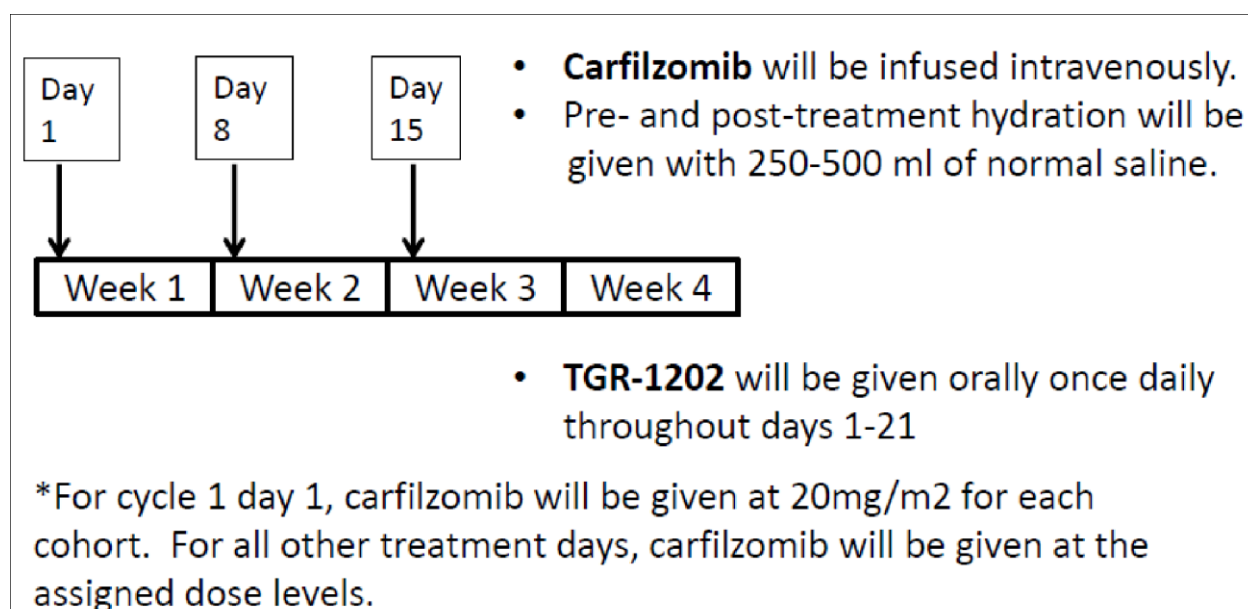 Day
1
Day
8
Day
15
Week 1
Week 2
Week 3
Week 4
• Carfilzomib will be infused intravenously.
• Pre- and post-treatment hydration will be
given with 250-500 ml of normal saline.
• TGR-1202 will be given orally once daily
throughout days 1-21
*For cycle 1 day 1, carfilzomib will be given at 20mg/m2 for each
cohort.  For all other treatment days, carfilzomib will be given at the
assigned dose levels.